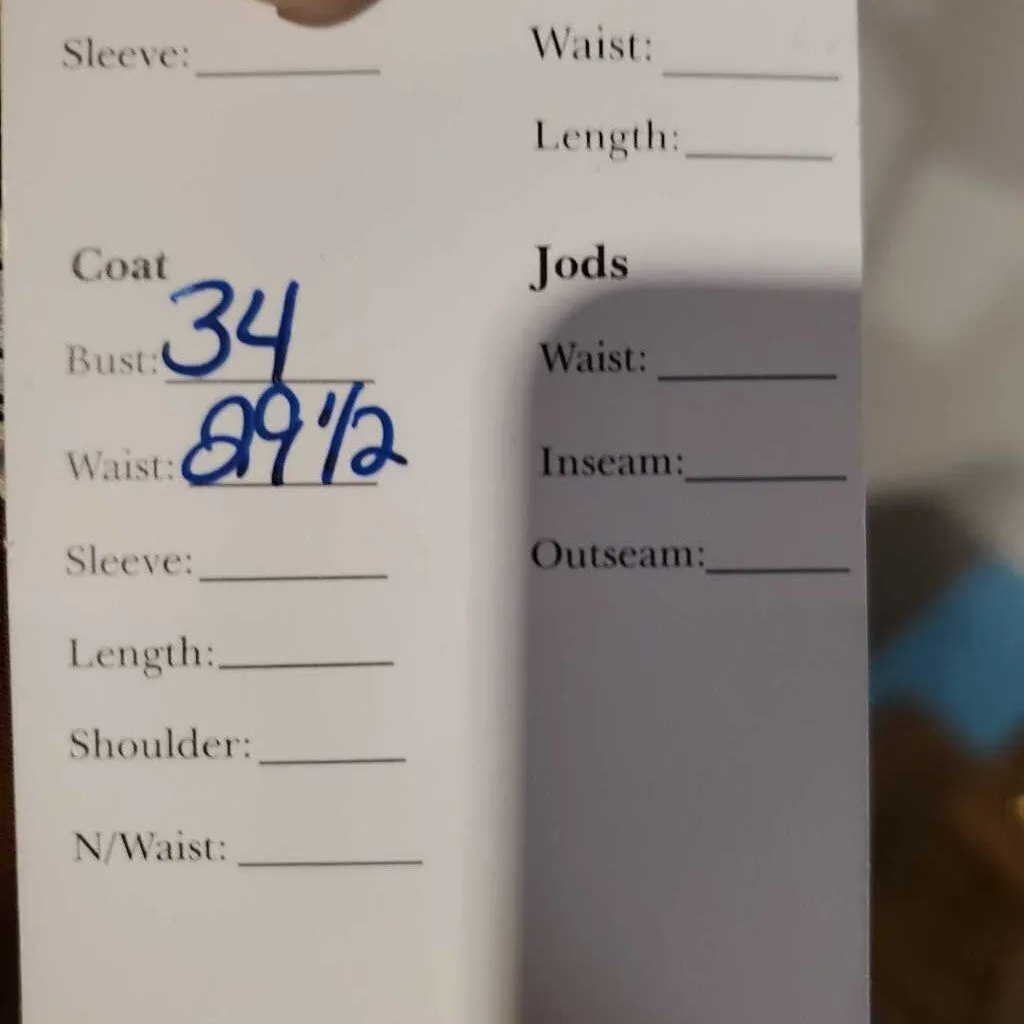 Sleeve:
Waist:
Length:
Coat
Bust: 34
Waist: 29 1/2
Sleeve:
Length:
Shoulder:
N/Waist:
Jods
Waist:
Inseam:
Outseam: